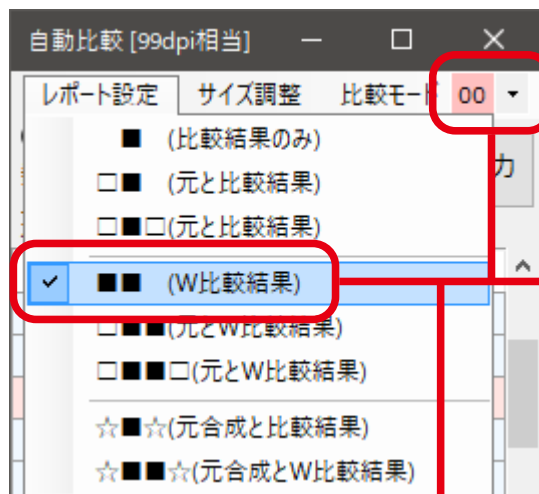 自動比較 [99dpi相当]
レポート設定 サイズ調整 比較モード 00
■ (比較結果のみ)
力
□■ (元と比較結果)
□■□(元と比較結果)
■■ (W比較結果)
□■■(元とW比較結果)
□■■□(元とW比較結果)
☆■☆(元合成と比較結果)
☆■■☆(元合成とW比較結果)